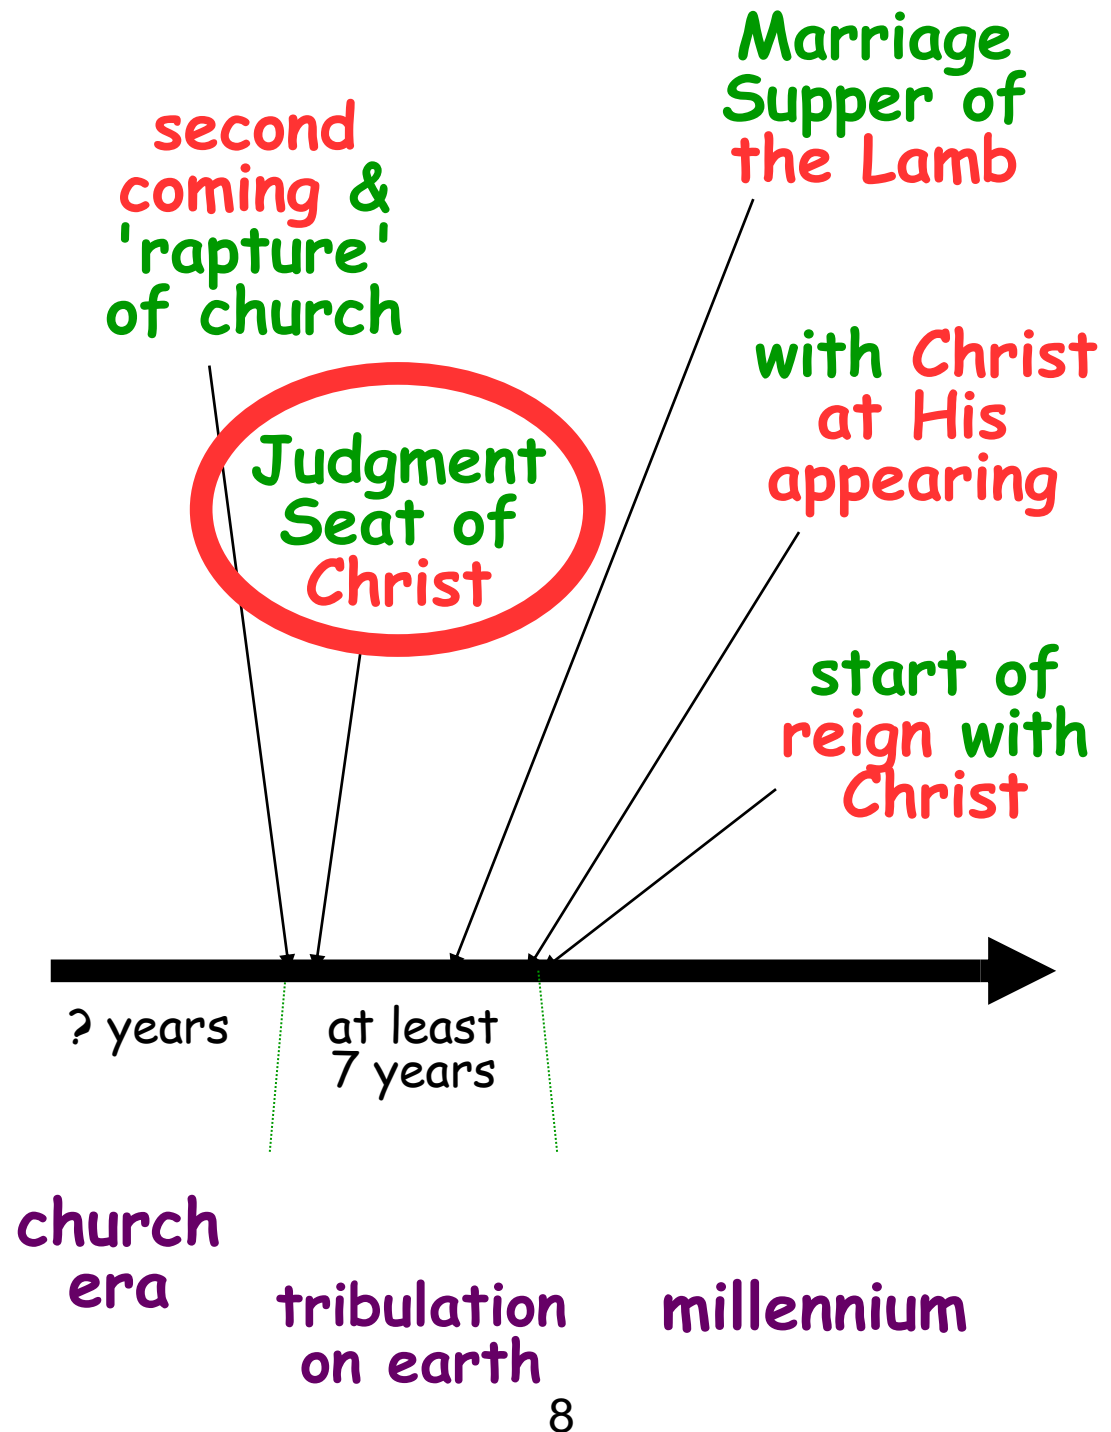 Marriage
Supper of
the Lamb
second
coming &
'rapture'
of church
with Christ
at His
appearing
Judgment
Seat of
Christ
start of
reign with
Christ
? years
at least
7 years
church
era
tribulation
on earth
millennium
8